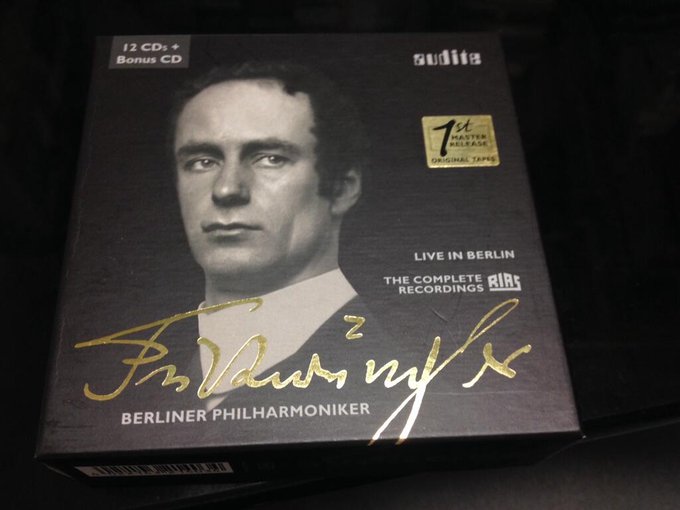 12 CDs +
Bonus CD
audite
1st
MASTER
RELEASE
ORIGINAL TAPES
LIVE IN BERLIN
THE COMPLETE
RECORDINGS RIAS
Furtwängler
BERLINER PHILHARMONIKER